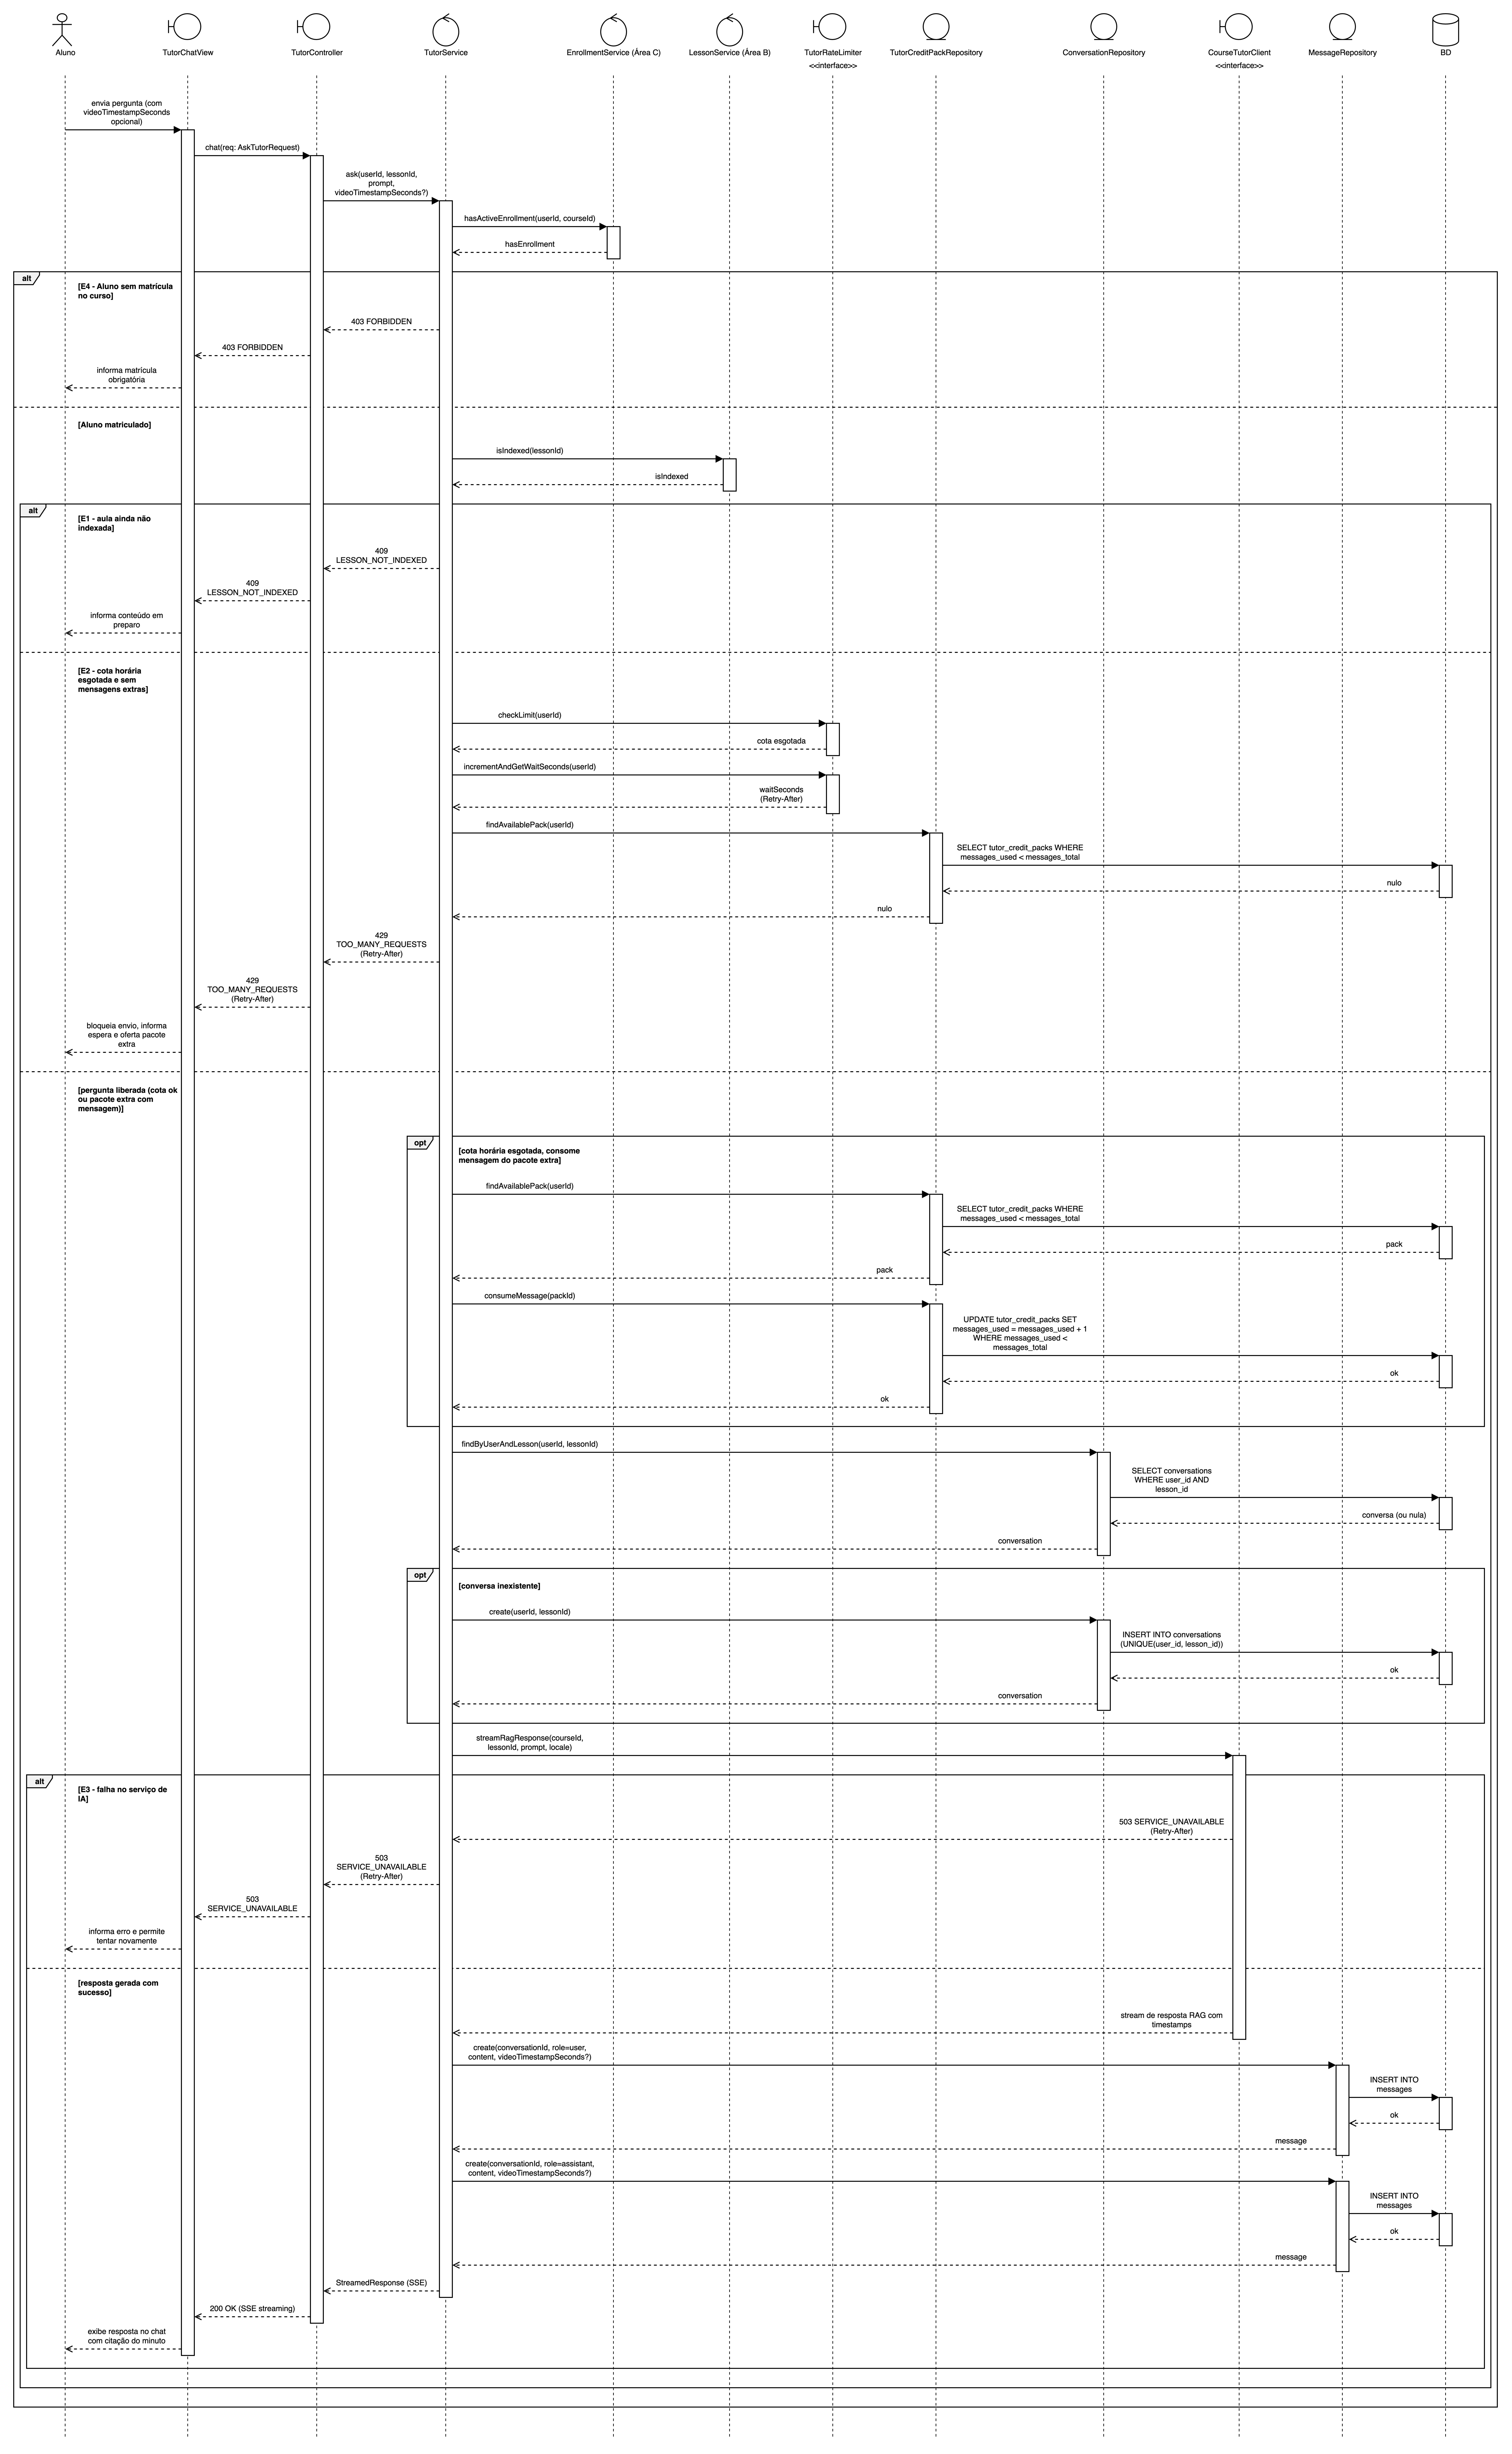 Aluno
TutorChatView
TutorController
TutorService
EnrollmentService (Área C)
LessonService (Área B)
TutorRateLimiter
<<interface>>
TutorCreditPackRepository
ConversationRepository
CourseTutorClient
<<interface>>
MessageRepository
BD
envia pergunta (com
videoTimestampSeconds
opcional)
chat(req: AskTutorRequest)
ask(userId, lessonId,
prompt,
videoTimestampSeconds?)
hasActiveEnrollment(userId, courseId)
hasEnrollment
alt
[E4 - Aluno sem matrícula
no curso]
403 FORBIDDEN
403 FORBIDDEN
informa matrícula
obrigatória
[Aluno matriculado]
isIndexed(lessonId)
isIndexed
alt
[E1 - aula ainda não
indexada]
409
LESSON_NOT_INDEXED
409
LESSON_NOT_INDEXED
informa conteúdo em
preparo
[E2 - cota horária
esgotada e sem
mensagens extras]
checkLimit(userId)
cota esgotada
incrementAndGetWaitSeconds(userId)
waitSeconds
(Retry-After)
findAvailablePack(userId)
SELECT tutor_credit_packs WHERE
messages_used < messages_total
nulo
nulo
429
TOO_MANY_REQUESTS
(Retry-After)
429
TOO_MANY_REQUESTS
(Retry-After)
bloqueia envio, informa
espera e oferta pacote
extra
[pergunta liberada (cota ok
ou pacote extra com
mensagem)]
opt
[cota horária esgotada, consome
mensagem do pacote extra]
findAvailablePack(userId)
SELECT tutor_credit_packs WHERE
messages_used < messages_total
pack
pack
consumeMessage(packId)
UPDATE tutor_credit_packs SET
messages_used = messages_used + 1
WHERE messages_used <
messages_total
ok
ok
findByUserAndLesson(userId, lessonId)
SELECT conversations
WHERE user_id AND
lesson_id
conversa (ou nula)
conversation
opt
[conversa inexistente]
create(userId, lessonId)
INSERT INTO conversations
(UNIQUE(user_id, lesson_id))
ok
conversation
streamRagResponse(courseId,
lessonId, prompt, locale)
alt
[E3 - falha no serviço de
IA]
503 SERVICE_UNAVAILABLE
(Retry-After)
503
SERVICE_UNAVAILABLE
(Retry-After)
503
SERVICE_UNAVAILABLE
informa erro e permite
tentar novamente
[resposta gerada com
sucesso]
stream de resposta RAG com
timestamps
create(conversationId, role=user,
content, videoTimestampSeconds?)
INSERT INTO
messages
ok
message
create(conversationId, role=assistant,
content, videoTimestampSeconds?)
INSERT INTO
messages
ok
message
StreamedResponse (SSE)
200 OK (SSE streaming)
exibe resposta no chat
com citação do minuto